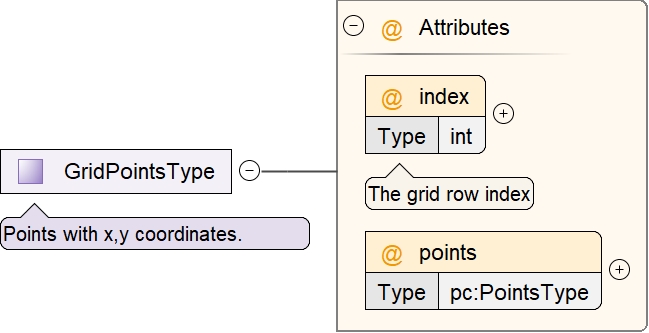 @ Attributes
@ index
Type int
GridPointsType
The grid row index
Points with x,y coordinates.
@ points
Type pc:PointsType